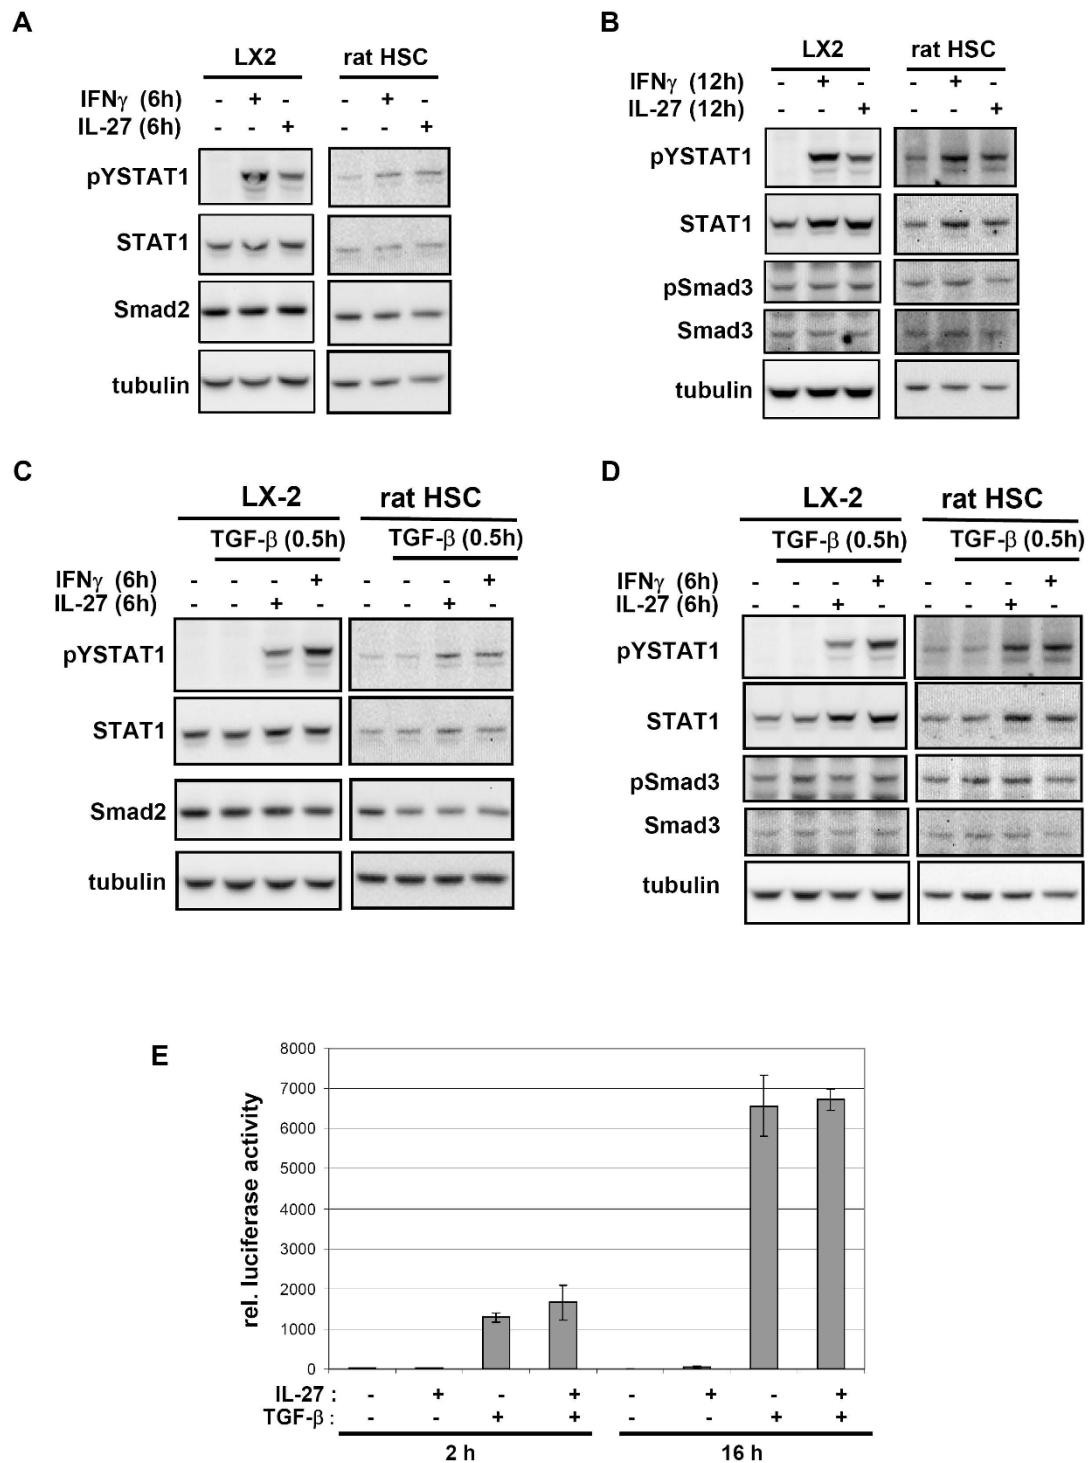 A
LX2 rat HSC
IFNγ (6h) - + - - + -
IL-27 (6h) - - + - - +
pYSTAT1
STAT1
Smad2
tubulin
B
LX2 rat HSC
IFNγ (12h) - + - - + -
IL-27 (12h) - - + - - +
pYSTAT1
STAT1
pSmad3
Smad3
tubulin
C
LX-2 rat HSC
TGF-β (0.5h) TGF-β (0.5h)
IFNγ (6h) - - - + - - - +
IL-27 (6h) - - + - - - + -
pYSTAT1
STAT1
Smad2
tubulin
D
LX-2 rat HSC
TGF-β (0.5h) TGF-β (0.5h)
IFNγ (6h) - - - + - - - +
IL-27 (6h) - - + - - - + -
pYSTAT1
STAT1
pSmad3
Smad3
tubulin
E
rel. luciferase activity
8000
7000
6000
5000
4000
3000
2000
1000
0
IL-27 : - + - + - + - +
TGF-β : - - + + - - + +
2 h 16 h